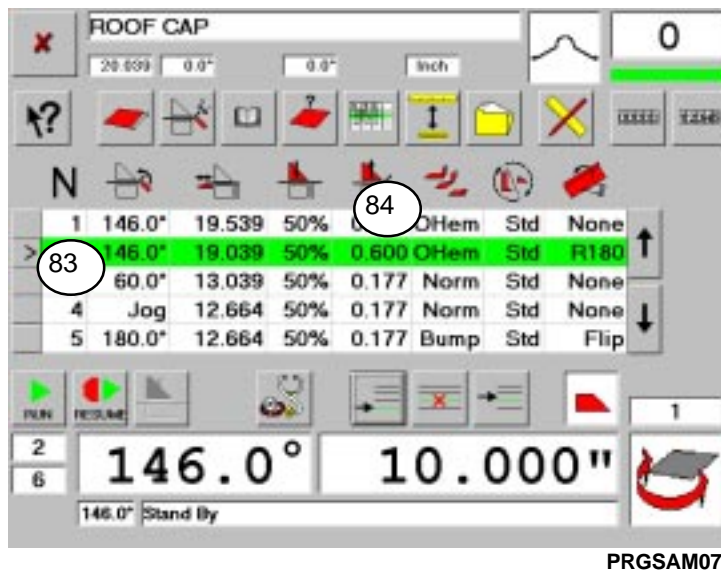 ROOF CAP
0
20.039 0.0° 0.0° Inch
?
?
N
84
1 146.0° 19.539 50% 0 OHem Std None
> 146.0° 19.039 50% 0.600 OHem Std R180
83
60.0° 13.039 50% 0.177 Norm Std None
4 Jog 12.664 50% 0.177 Norm Std None
5 180.0° 12.664 50% 0.177 Bump Std Flip
RUN RESUME
1
2
6
146.0° 10.000"
146.0° Stand By
PRGSAM07